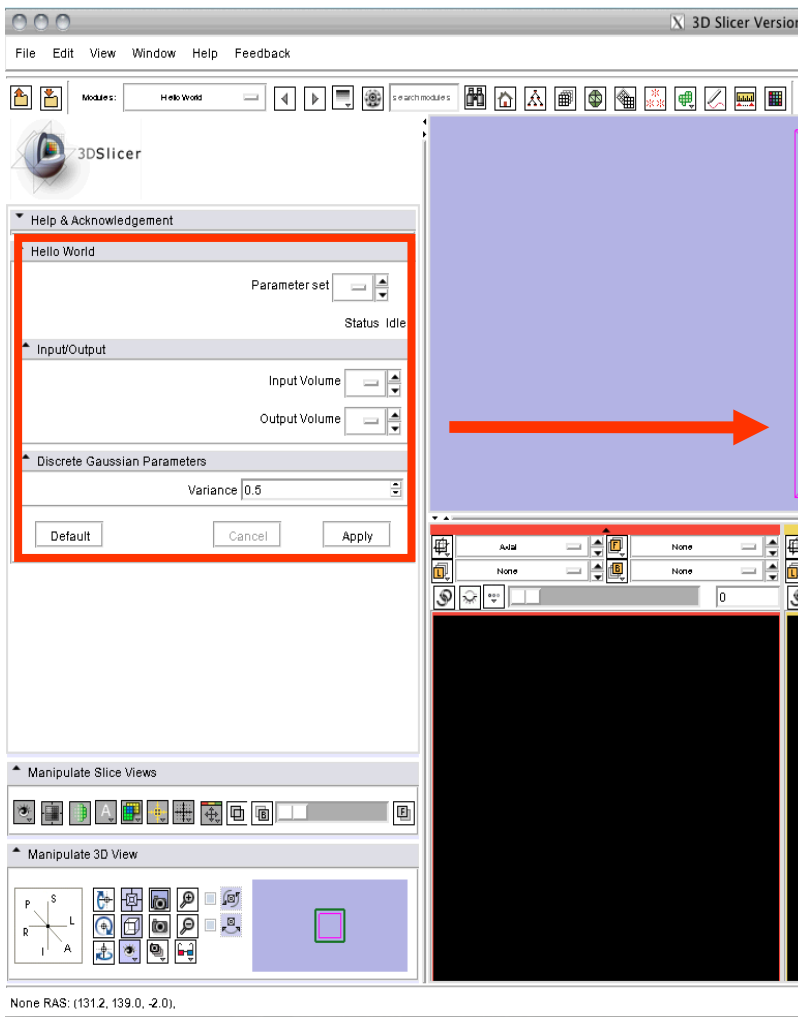 3D Slicer Version
File Edit View Window Help Feedback
Modules: Hello World search modules
3DSlicer
Help & Acknowledgement
Hello World
Parameter set
Status Idle
Input/Output
Input Volume
Output Volume
Discrete Gaussian Parameters
Variance 0.5
Default Cancel Apply
Axial F None
L None B None
0
Manipulate Slice Views
A B F
Manipulate 3D View
P S
R L
I A
None RAS: (131.2, 139.0, -2.0),